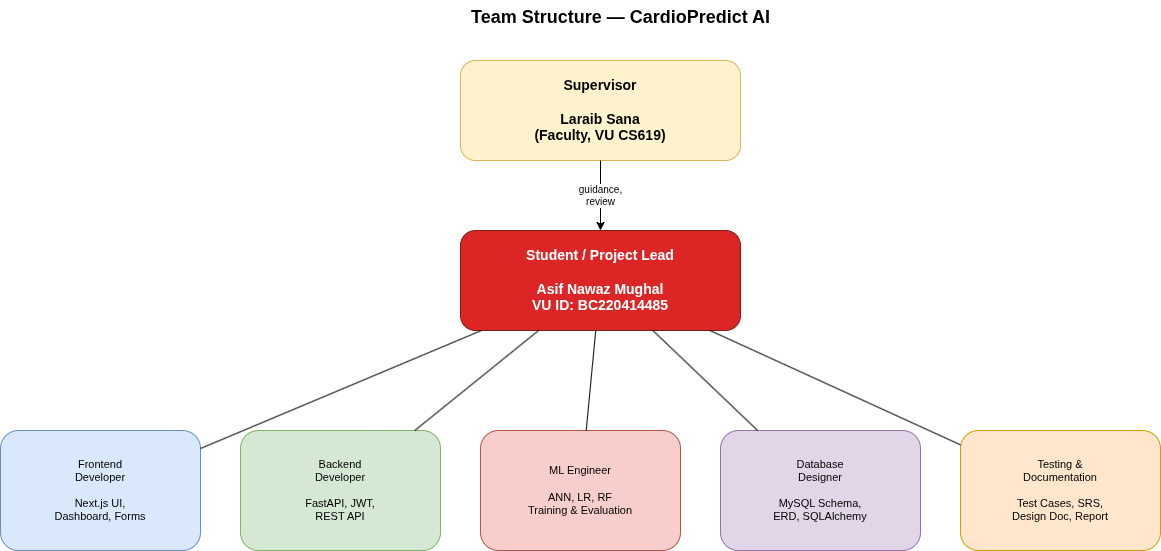 Team Structure — CardioPredict AI
Supervisor
Laraib Sana
(Faculty, VU CS619)
guidance,
review
Student / Project Lead
Asif Nawaz Mughal
VU ID: BC220414485
Frontend
Developer
Next.js UI,
Dashboard, Forms
Backend
Developer
FastAPI, JWT,
REST API
ML Engineer
ANN, LR, RF
Training & Evaluation
Database
Designer
MySQL Schema,
ERD, SQLAlchemy
Testing &
Documentation
Test Cases, SRS,
Design Doc, Report